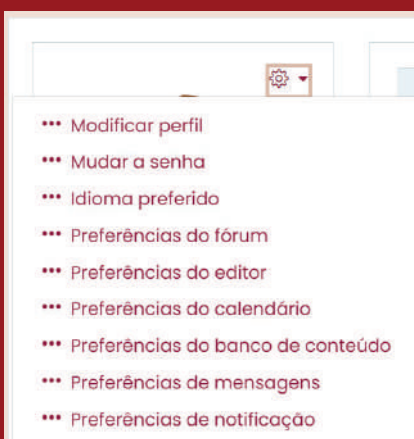 Modificar perfil
Mudar a senha
Idioma preferido
Preferências do fórum
Preferências do editor
Preferências do calendário
Preferências do banco de conteúdo
Preferências de mensagens
Preferências de notificação